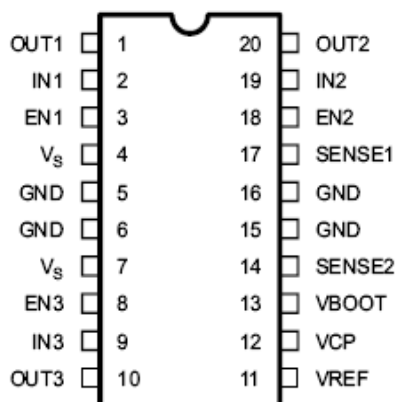 OUT1 1 20 OUT2
IN1 2 19 IN2
EN1 3 18 EN2
VS 4 17 SENSE1
GND 5 16 GND
GND 6 15 GND
VS 7 14 SENSE2
EN3 8 13 VBOOT
IN3 9 12 VCP
OUT3 10 11 VREF